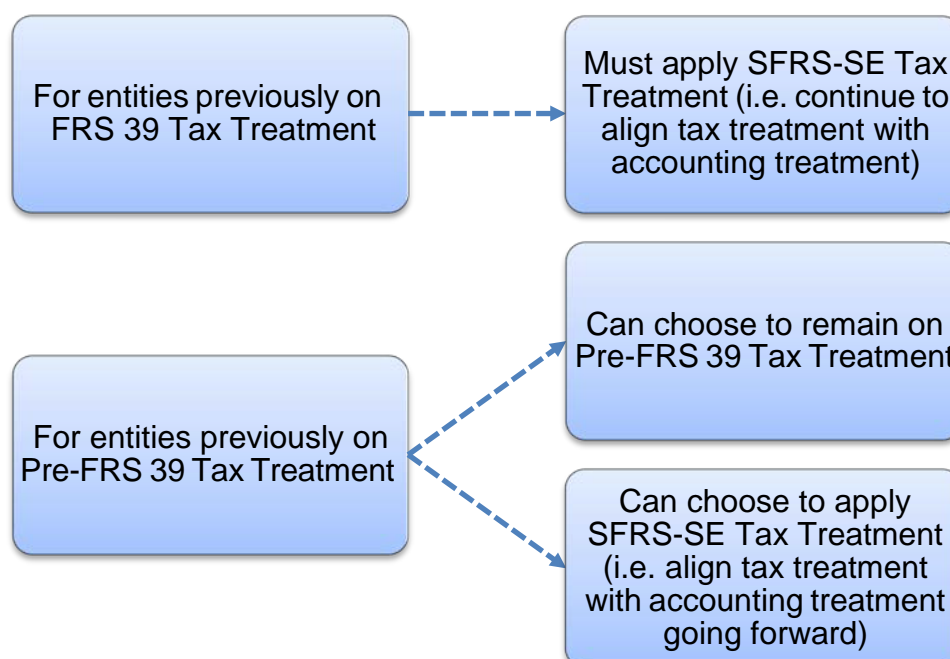 For entities previously on
FRS 39 Tax Treatment
Must apply SFRS-SE Tax
Treatment (i.e. continue to
align tax treatment with
accounting treatment)
For entities previously on
Pre-FRS 39 Tax Treatment
Can choose to remain on
Pre-FRS 39 Tax Treatment
Can choose to apply
SFRS-SE Tax Treatment
(i.e. align tax treatment
with accounting treatment
going forward)